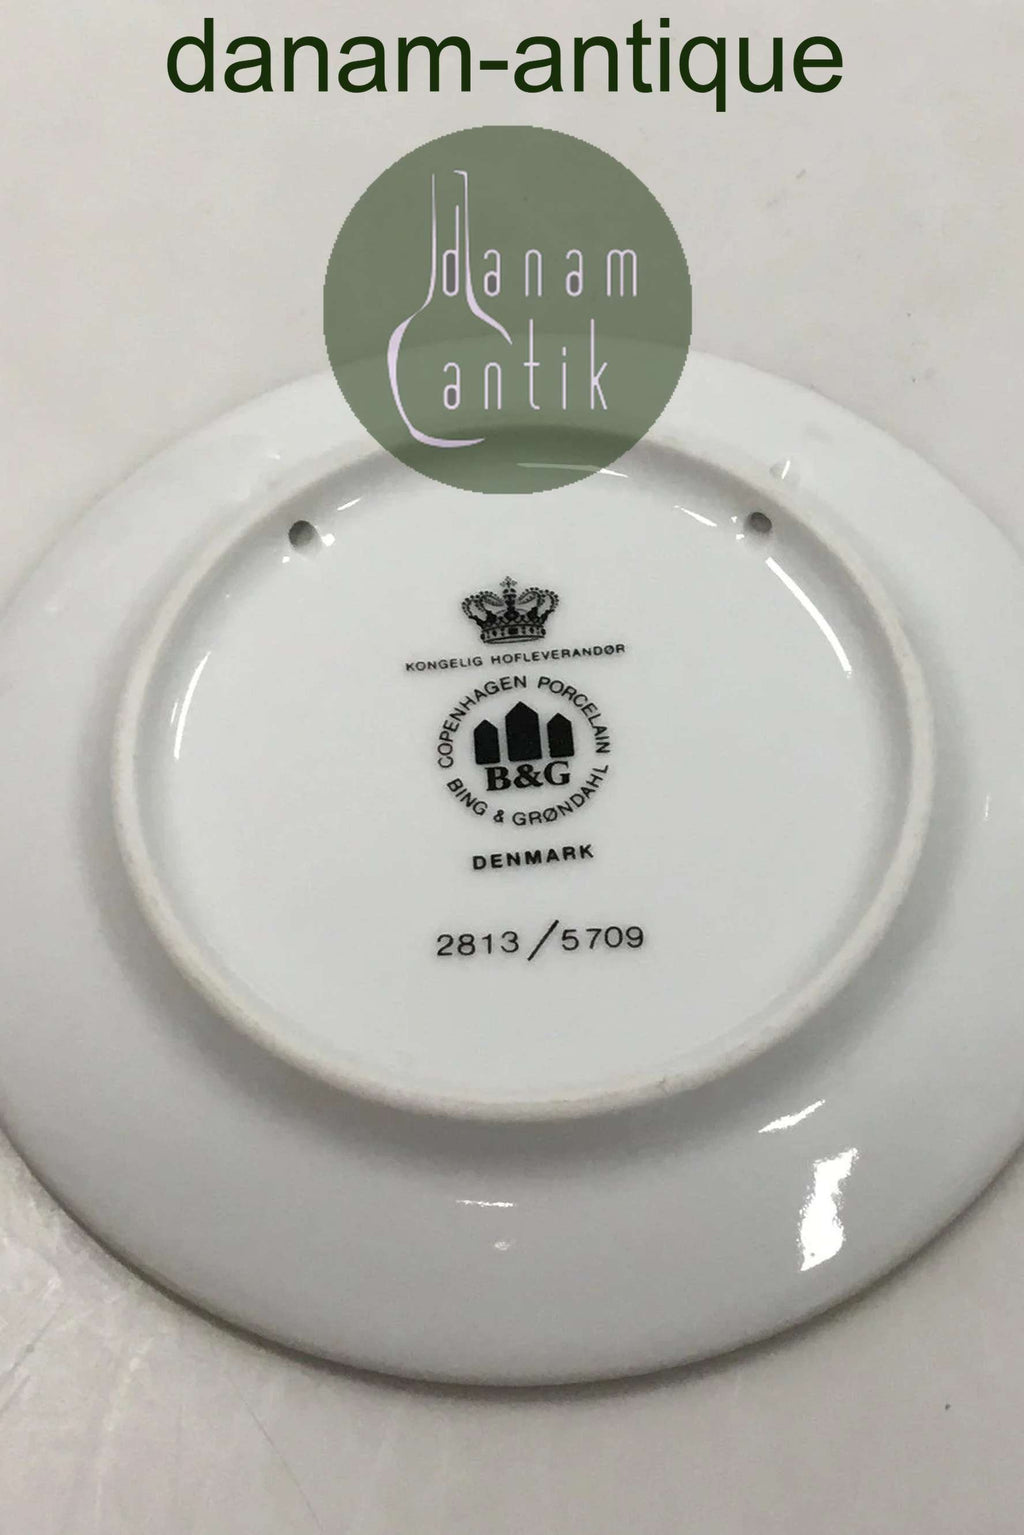 danam-antique
danam
antik
KONGELIG HOFLEVERANDØR
COPENHAGEN PORCELAIN
B&G
BING & GRØNDAHL
DENMARK
2813/5709